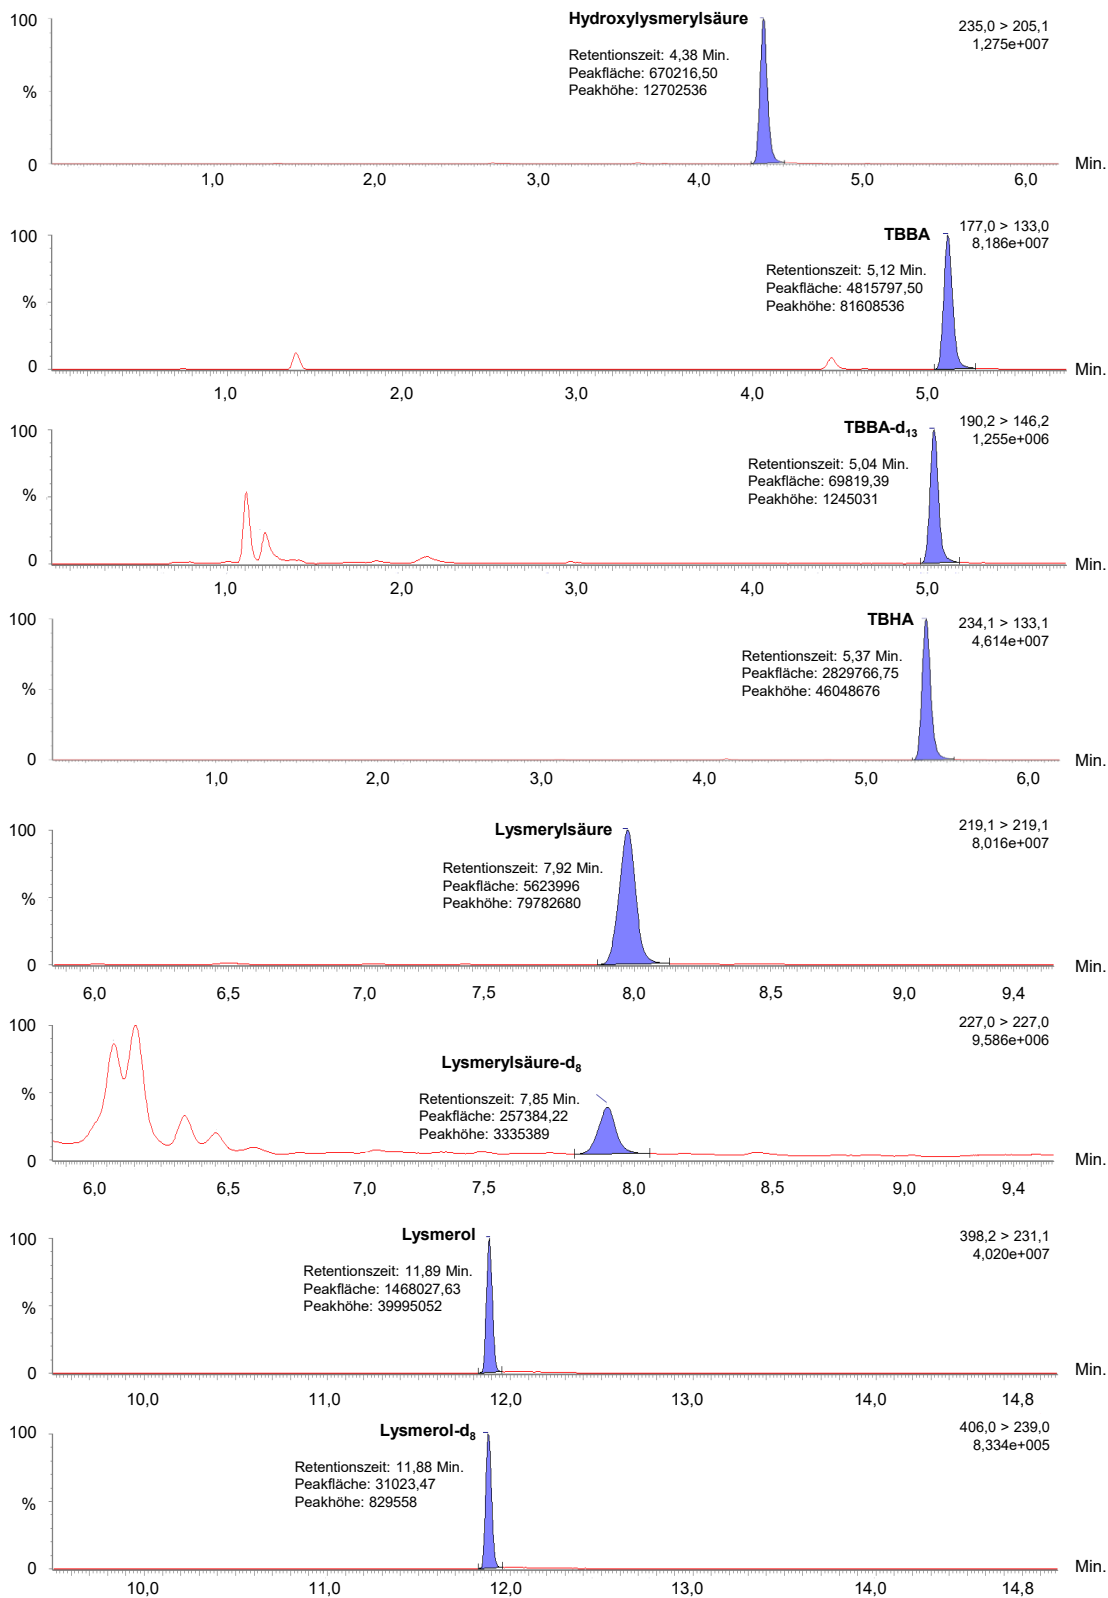 100
Hydroxylysmerylsäure
235,0 > 205,1
1,275e+007
Retentionszeit: 4,38 Min.
Peakfläche: 670216,50
Peakhöhe: 12702536
%
0
Min.
1,0 2,0 3,0 4,0 5,0 6,0
100
TBBA
177,0 > 133,0
8,186e+007
Retentionszeit: 5,12 Min.
Peakfläche: 4815797,50
Peakhöhe: 81608536
%
0
Min.
1,0 2,0 3,0 4,0 5,0
100
TBBA-d13
190,2 > 146,2
1,255e+006
Retentionszeit: 5,04 Min.
Peakfläche: 69819,39
Peakhöhe: 1245031
%
0
Min.
1,0 2,0 3,0 4,0 5,0
100
TBHA
234,1 > 133,1
4,614e+007
Retentionszeit: 5,37 Min.
Peakfläche: 2829766,75
Peakhöhe: 46048676
%
0
Min.
1,0 2,0 3,0 4,0 5,0 6,0
100
Lysmerylsäure
219,1 > 219,1
8,016e+007
Retentionszeit: 7,92 Min.
Peakfläche: 5623996
Peakhöhe: 79782680
%
0
Min.
6,0 6,5 7,0 7,5 8,0 8,5 9,0 9,4
100
Lysmerylsäure-d8
227,0 > 227,0
9,586e+006
Retentionszeit: 7,85 Min.
Peakfläche: 257384,22
Peakhöhe: 3335389
%
0
Min.
6,0 6,5 7,0 7,5 8,0 8,5 9,0 9,4
100
Lysmerol
398,2 > 231,1
4,020e+007
Retentionszeit: 11,89 Min.
Peakfläche: 1468027,63
Peakhöhe: 39995052
%
0
Min.
10,0 11,0 12,0 13,0 14,0 14,8
100
Lysmerol-d8
406,0 > 239,0
8,334e+005
Retentionszeit: 11,88 Min.
Peakfläche: 31023,47
Peakhöhe: 829558
%
0
Min.
10,0 11,0 12,0 13,0 14,0 14,8